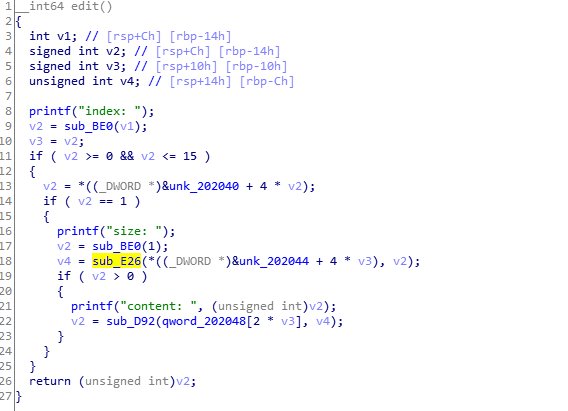 1 __int64 edit()
2 {
3   int v1; // [rsp+Ch] [rbp-14h]
4   signed int v2; // [rsp+Ch] [rbp-14h]
5   signed int v3; // [rsp+10h] [rbp-10h]
6   unsigned int v4; // [rsp+14h] [rbp-Ch]
7
8   printf("index: ");
9   v2 = sub_BE0(v1);
10   v3 = v2;
11   if ( v2 >= 0 && v2 <= 15 )
12   {
13     v2 = *((_DWORD *)&unk_202040 + 4 * v2);
14     if ( v2 == 1 )
15     {
16       printf("size: ");
17       v2 = sub_BE0(1);
18       v4 = sub_E26(*((_DWORD *)&unk_202044 + 4 * v3), v2);
19       if ( v2 > 0 )
20       {
21         printf("content: ", (unsigned int)v2);
22         v2 = sub_D92(qword_202048[2 * v3], v4);
23       }
24     }
25   }
26   return (unsigned int)v2;
27 }